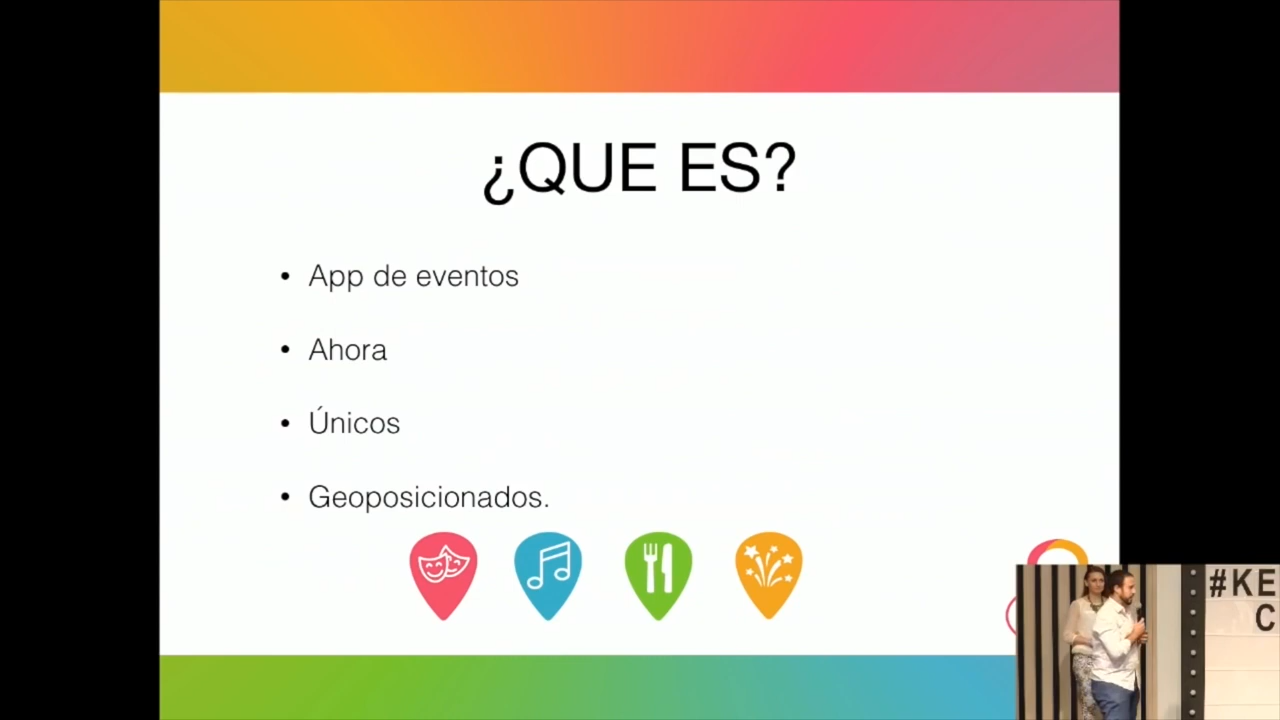 ¿QUE ES?
• App de eventos
• Ahora
• Únicos
• Geoposicionados.
#KE
C